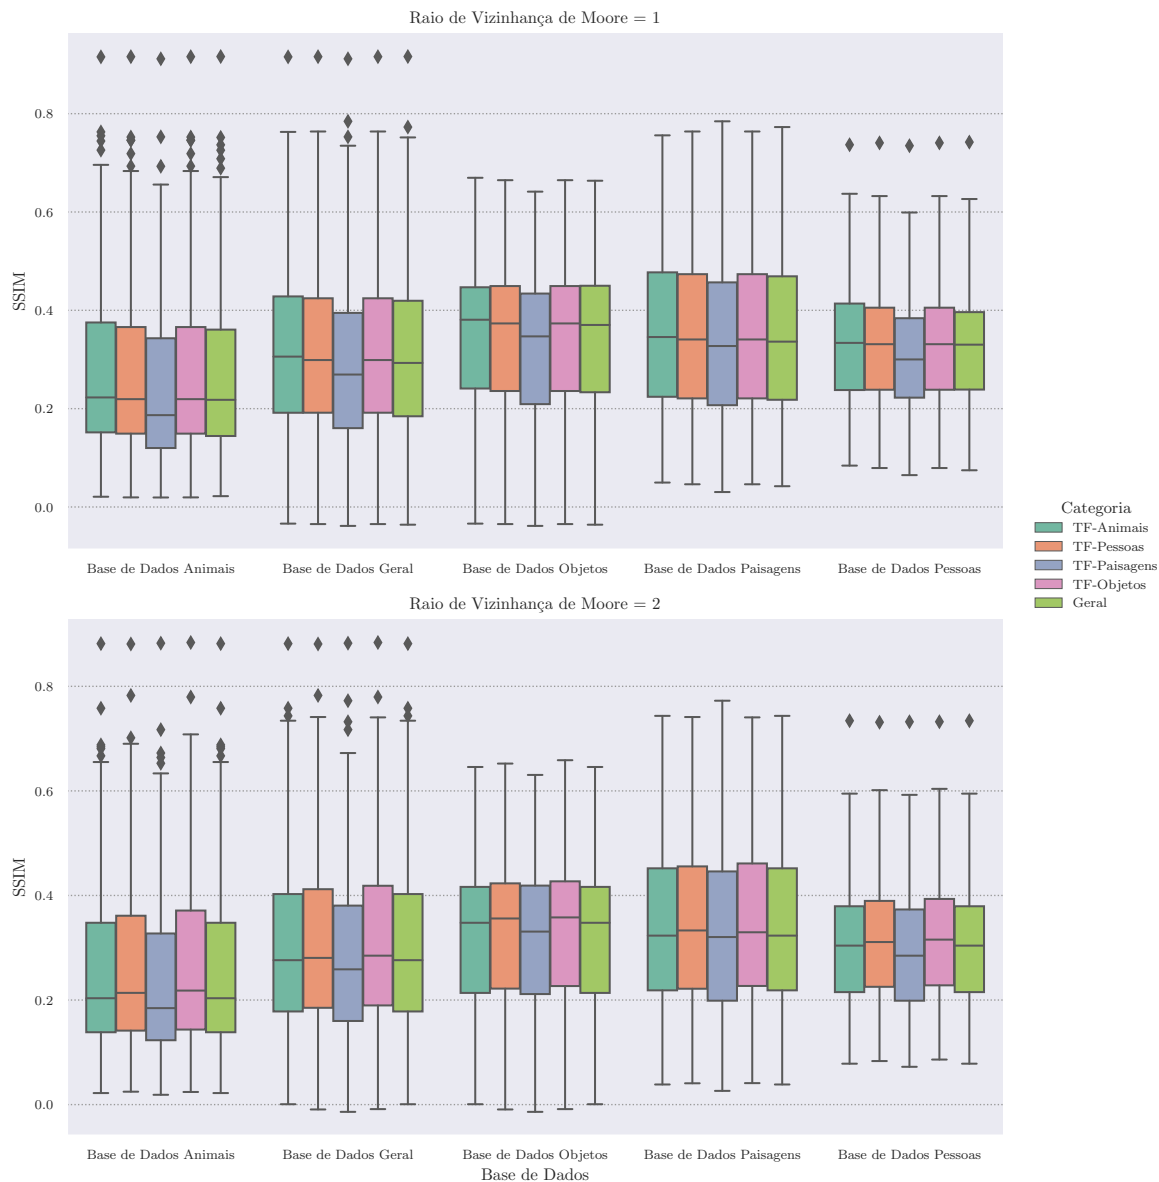 Raio de Vizinhança de Moore = 1
SSIM
0.8
0.6
0.4
0.2
0.0
Base de Dados Animais
Base de Dados Geral
Base de Dados Objetos
Base de Dados Paisagens
Base de Dados Pessoas
Categoria
TF-Animais
TF-Pessoas
TF-Paisagens
TF-Objetos
Geral
Raio de Vizinhança de Moore = 2
SSIM
0.8
0.6
0.4
0.2
0.0
Base de Dados Animais
Base de Dados Geral
Base de Dados Objetos
Base de Dados Paisagens
Base de Dados Pessoas
Base de Dados